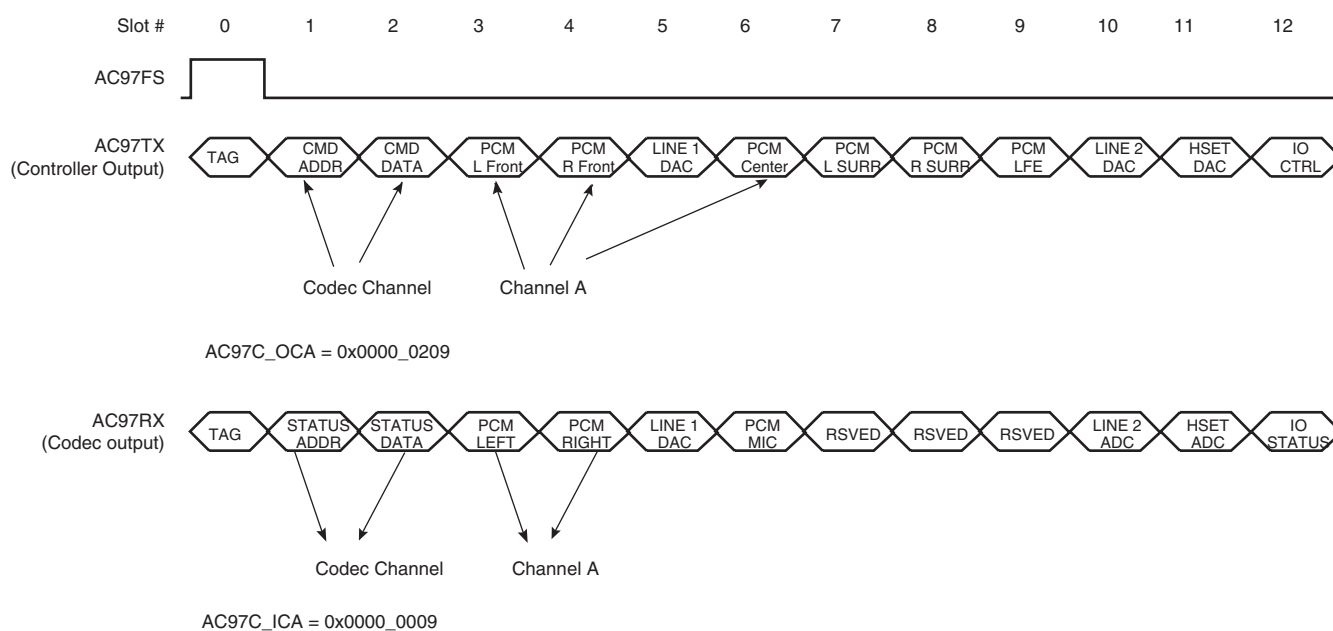 Slot # 0 1 2 3 4 5 6 7 8 9 10 11 12
AC97FS
AC97TX
(Controller Output)
TAG
CMD
ADDR
CMD
DATA
PCM
L Front
PCM
R Front
LINE 1
DAC
PCM
Center
PCM
L SURR
PCM
R SURR
PCM
LFE
LINE 2
DAC
HSET
DAC
IO
CTRL
Codec Channel
Channel A
AC97C_OCA = 0x0000_0209
AC97RX
(Codec output)
TAG
STATUS
ADDR
STATUS
DATA
PCM
LEFT
PCM
RIGHT
LINE 1
DAC
PCM
MIC
RSVED
RSVED
RSVED
LINE 2
ADC
HSET
ADC
IO
STATUS
Codec Channel
Channel A
AC97C_ICA = 0x0000_0009